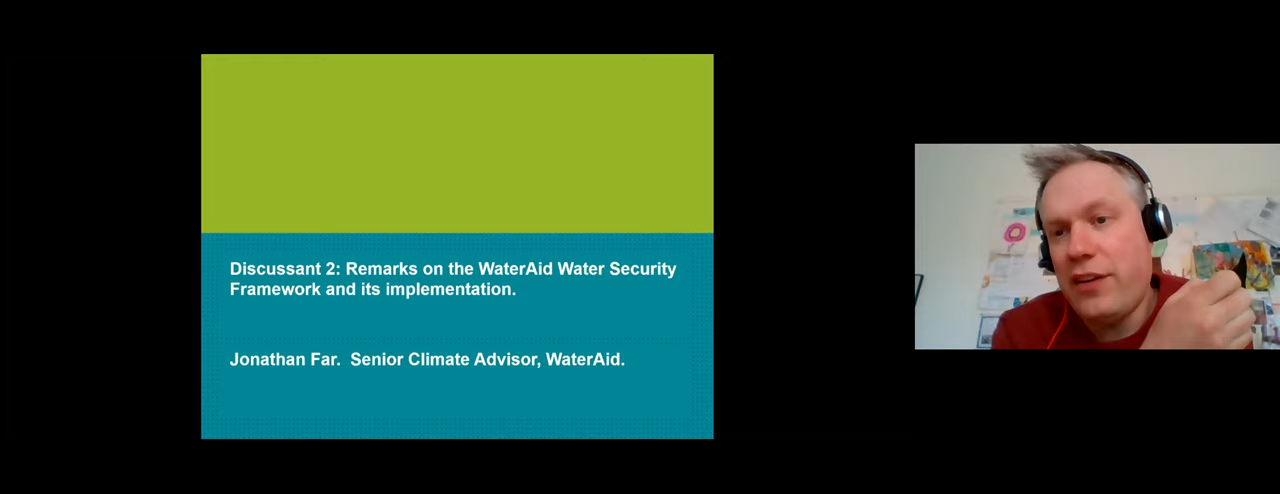 Discussant 2: Remarks on the WaterAid Water Security
Framework and its implementation.
Jonathan Far.  Senior Climate Advisor, WaterAid.